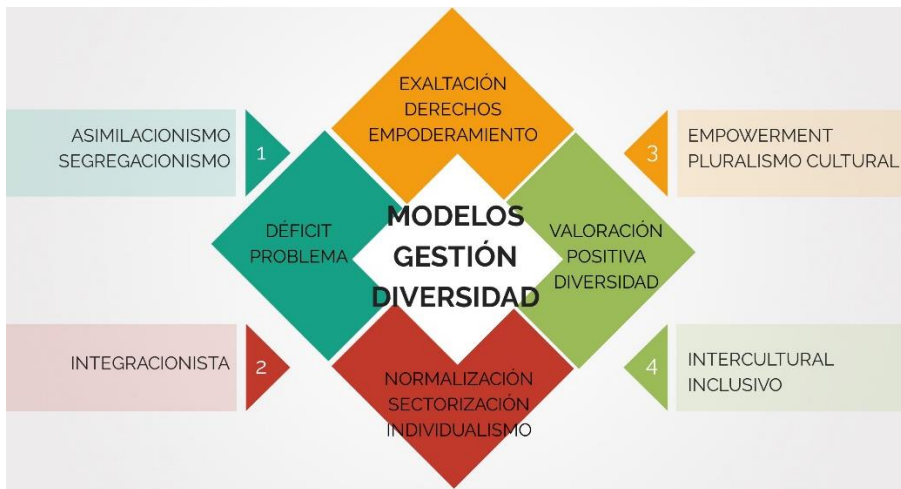 EXALTACIÓN
DERECHOS
EMPODERAMIENTO
ASIMILACIONISMO
SEGREGACIONISMO
1
3
EMPOWERMENT
PLURALISMO CULTURAL
DÉFICIT
PROBLEMA
MODELOS
GESTIÓN
DIVERSIDAD
VALORACIÓN
POSITIVA
DIVERSIDAD
INTEGRACIONISTA
2
4
INTERCULTURAL
INCLUSIVO
NORMALIZACIÓN
SECTORIZACIÓN
INDIVIDUALISMO